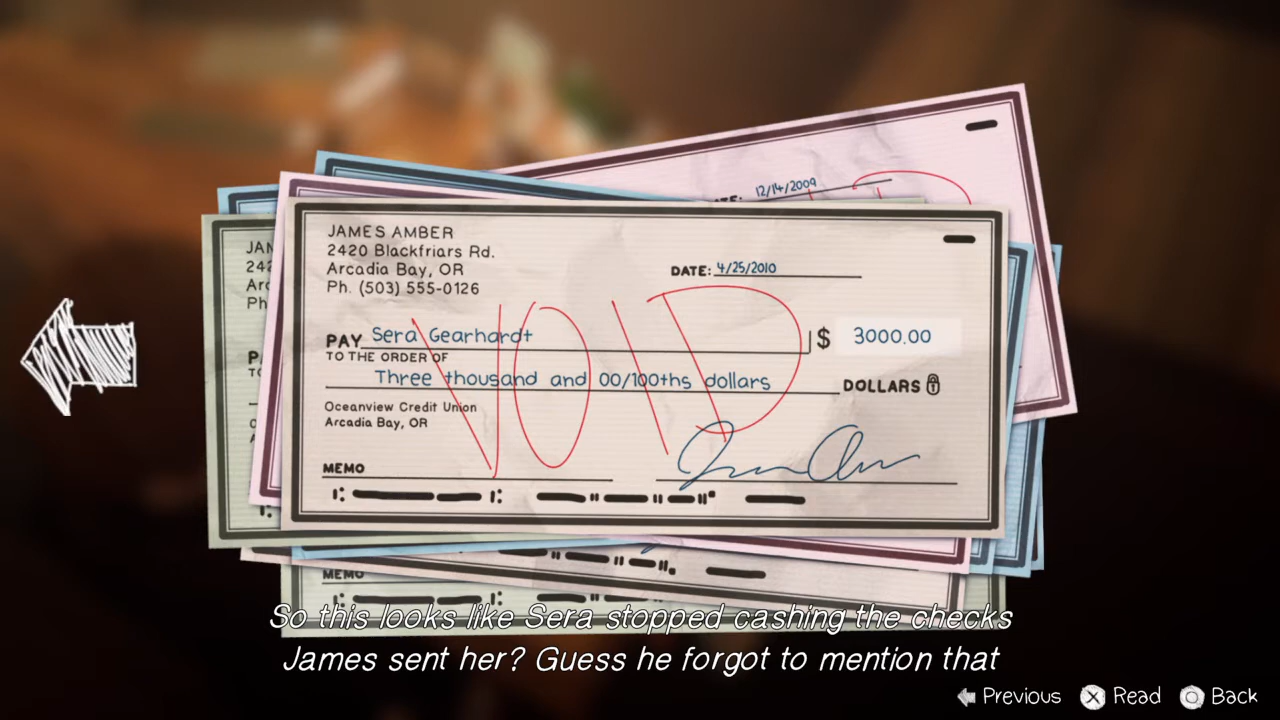 12/14/2009
JAMES AMBER
2420 Blackfriars Rd.
Arcadia Bay, OR
Ph. (503) 555-0126
DATE: 4/25/2010
PAY Sera Gearhardt $ 3000.00
TO THE ORDER OF
Three thousand and 00/100ths dollars DOLLARS
Oceanview Credit Union
Arcadia Bay, OR
VOID
MEMO
MEMO
So this looks like Sera stopped cashing the checks
James sent her? Guess he forgot to mention that
Previous Read Back